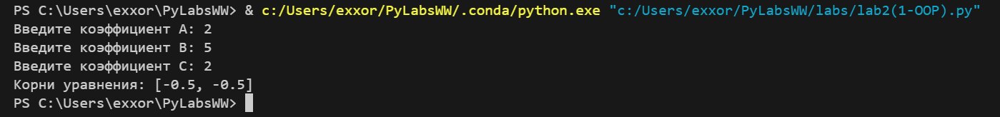 PS C:\Users\exxor\PyLabsWW> & c:/Users/exxor/PyLabsWW/.conda/python.exe "c:/Users/exxor/PyLabsWW/labs/lab2(1-OOP).py"
Введите коэффициент A: 2
Введите коэффициент B: 5
Введите коэффициент C: 2
Корни уравнения: [-0.5, -0.5]
PS C:\Users\exxor\PyLabsWW>